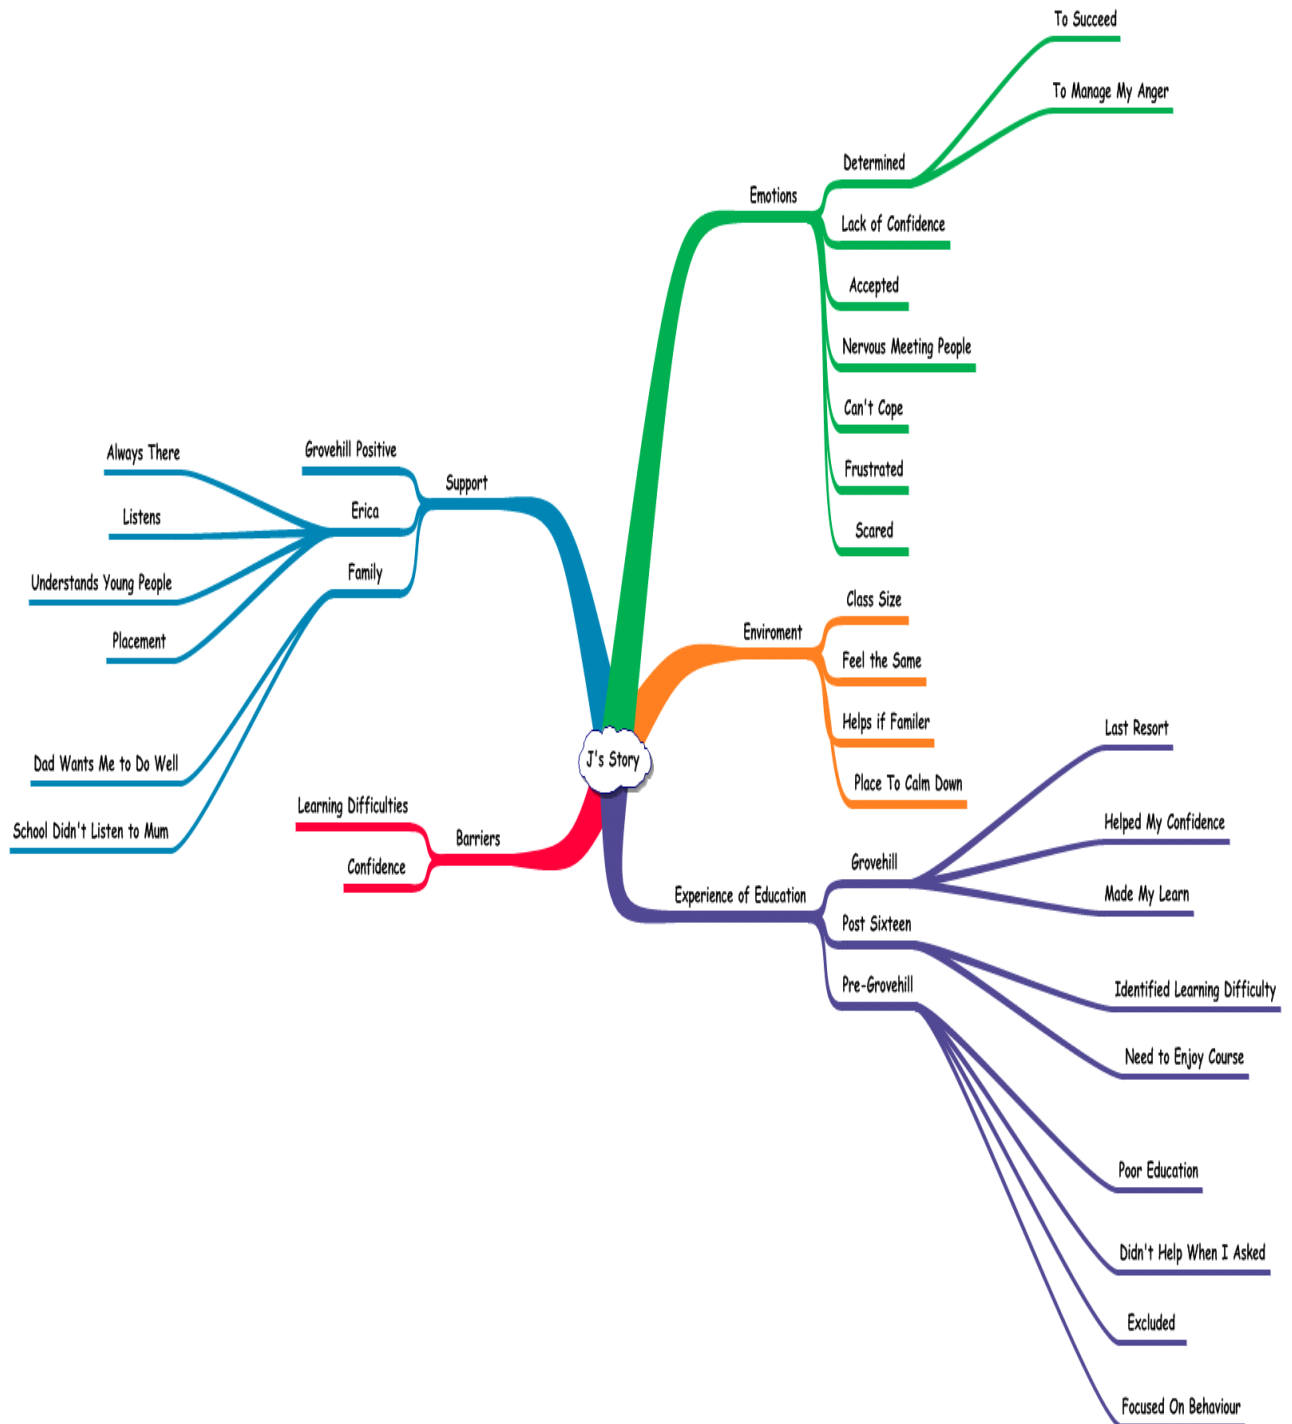 J's Story
Emotions
Determined
To Succeed
To Manage My Anger
Lack of Confidence
Accepted
Nervous Meeting People
Can't Cope
Frustrated
Scared
Enviroment
Class Size
Feel the Same
Helps if Familer
Place To Calm Down
Experience of Education
Grovehill
Last Resort
Helped My Confidence
Made My Learn
Post Sixteen
Identified Learning Difficulty
Need to Enjoy Course
Pre-Grovehill
Poor Education
Didn't Help When I Asked
Excluded
Focused On Behaviour
Barriers
Learning Difficulties
Confidence
Support
Grovehill Positive
Erica
Always There
Listens
Understands Young People
Placement
Family
Dad Wants Me to Do Well
School Didn't Listen to Mum